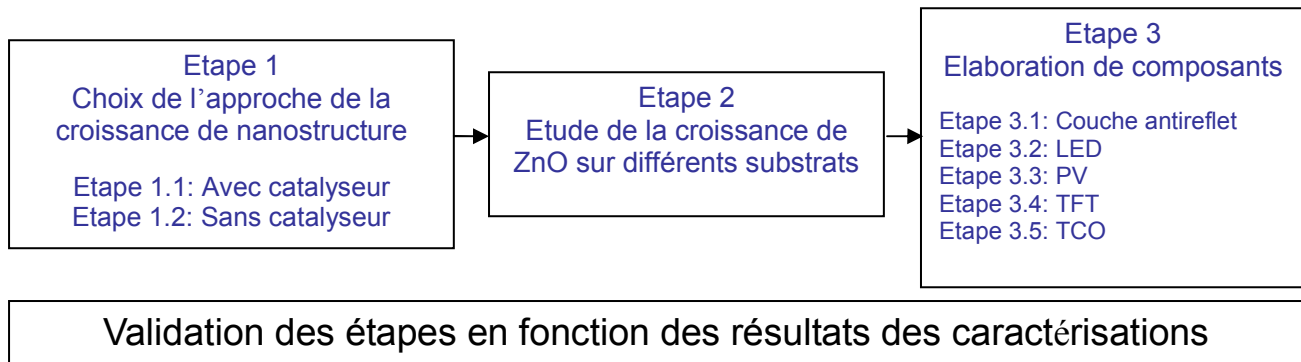 Etape 1
Choix de l'approche de la
croissance de nanostructure
Etape 1.1: Avec catalyseur
Etape 1.2: Sans catalyseur
Etape 2
Etude de la croissance de
ZnO sur différents substrats
Etape 3
Elaboration de composants
Etape 3.1: Couche antireflet
Etape 3.2: LED
Etape 3.3: PV
Etape 3.4: TFT
Etape 3.5: TCO
Validation des étapes en fonction des résultats des caractérisations